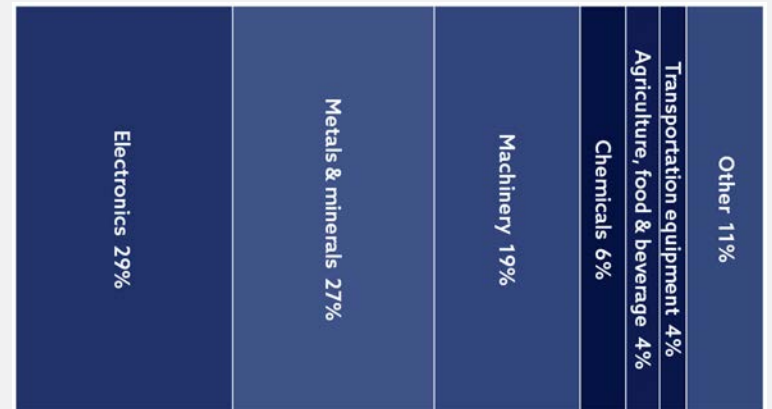 Electronics 29%
Metals & minerals 27%
Machinery 19%
Chemicals 6%
Agriculture, food & beverage 4%
Transportation equipment 4%
Other 11%